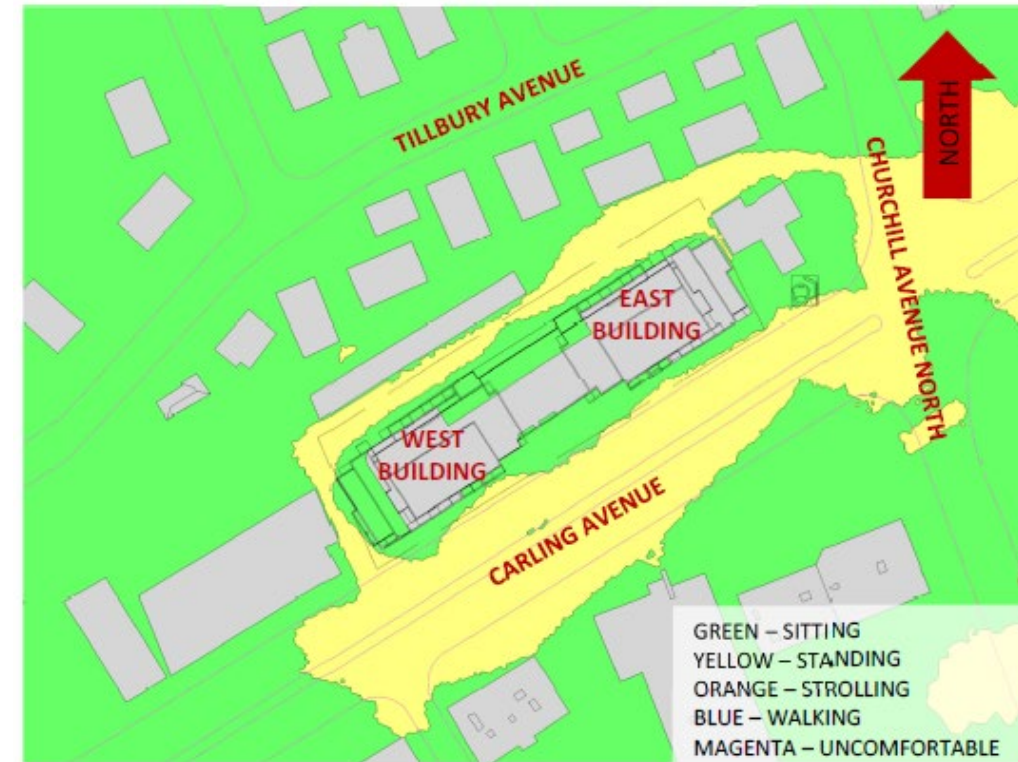 TILLBURY AVENUE
NORTH
CHURCHILL AVENUE NORTH
EAST
BUILDING
WEST
BUILDING
CARLING AVENUE
GREEN – SITTING
YELLOW – STANDING
ORANGE – STROLLING
BLUE – WALKING
MAGENTA – UNCOMFORTABLE